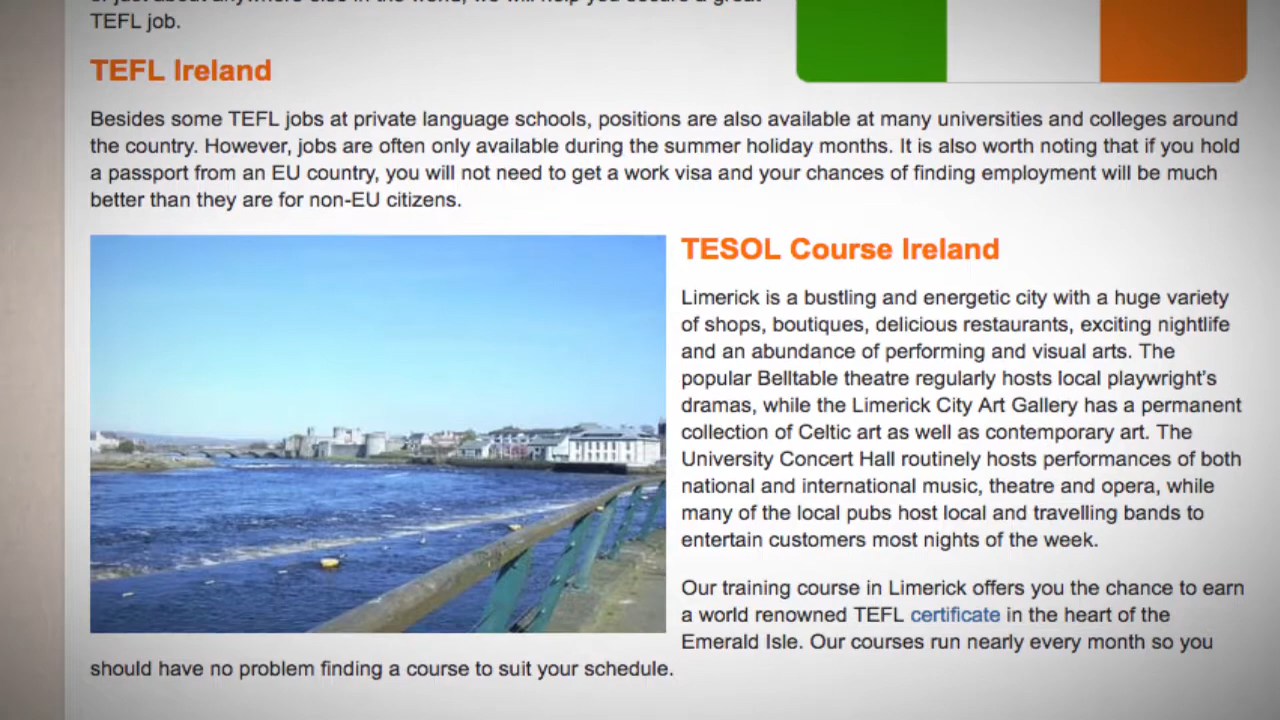 TEFL job.
TEFL Ireland
Besides some TEFL jobs at private language schools, positions are also available at many universities and colleges around
the country. However, jobs are often only available during the summer holiday months. It is also worth noting that if you hold
a passport from an EU country, you will not need to get a work visa and your chances of finding employment will be much
better than they are for non-EU citizens.
TESOL Course Ireland
Limerick is a bustling and energetic city with a huge variety
of shops, boutiques, delicious restaurants, exciting nightlife
and an abundance of performing and visual arts. The
popular Belltable theatre regularly hosts local playwright's
dramas, while the Limerick City Art Gallery has a permanent
collection of Celtic art as well as contemporary art. The
University Concert Hall routinely hosts performances of both
national and international music, theatre and opera, while
many of the local pubs host local and travelling bands to
entertain customers most nights of the week.
Our training course in Limerick offers you the chance to earn
a world renowned TEFL certificate in the heart of the
Emerald Isle. Our courses run nearly every month so you
should have no problem finding a course to suit your schedule.